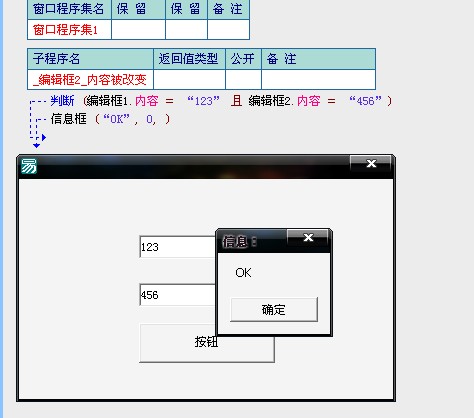 窗口程序集名 保 留 保 留 备 注
窗口程序集1
子程序名 返回值类型 公开 备 注
_编辑框2_内容被改变
判断 (编辑框1.内容 = “123” 且 编辑框2.内容 = “456”)
信息框 (“OK”, 0, )
易
123
信息:
OK
456
确定
按钮